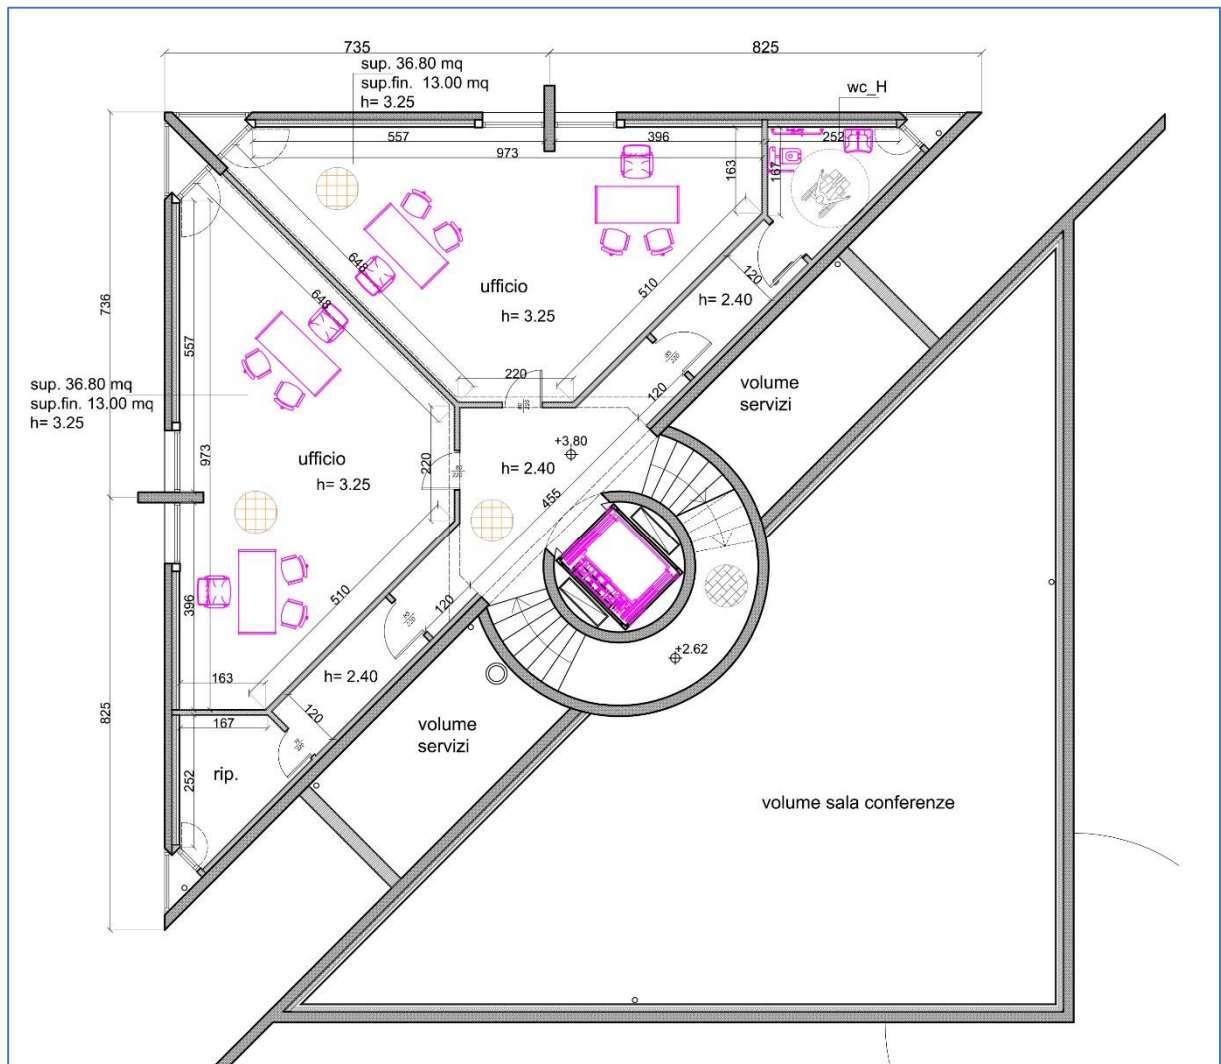 735
825
sup. 36.80 mq
sup.fin. 13.00 mq
h= 3.25
wc_H
557
396
252
973
163
167
648
648
510
ufficio
h= 3.25
120
h= 2.40
736
557
220
120
volume
servizi
sup. 36.80 mq
sup.fin. 13.00 mq
h= 3.25
+3,80
h= 2.40
ufficio
h= 3.25
973
220
455
396
510
120
+2.62
h= 2.40
163
167
120
825
volume
servizi
rip.
252
volume sala conferenze